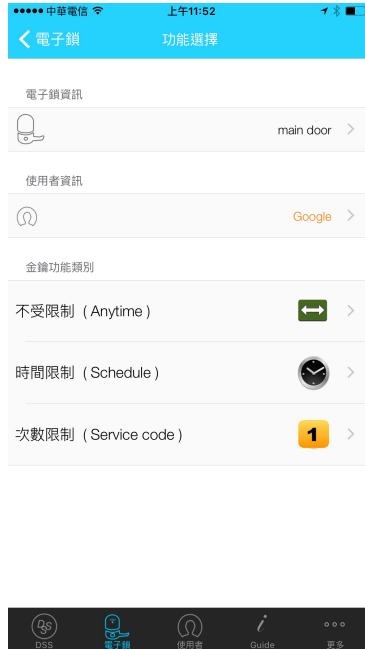 中華電信 上午11:52
電子鎖 功能選擇
電子鎖資訊
main door
使用者資訊
Google
金鑰功能類別
不受限制（Anytime）
時間限制（Schedule）
次數限制（Service code）
1
DSS 電子鎖 使用者 Guide 更多